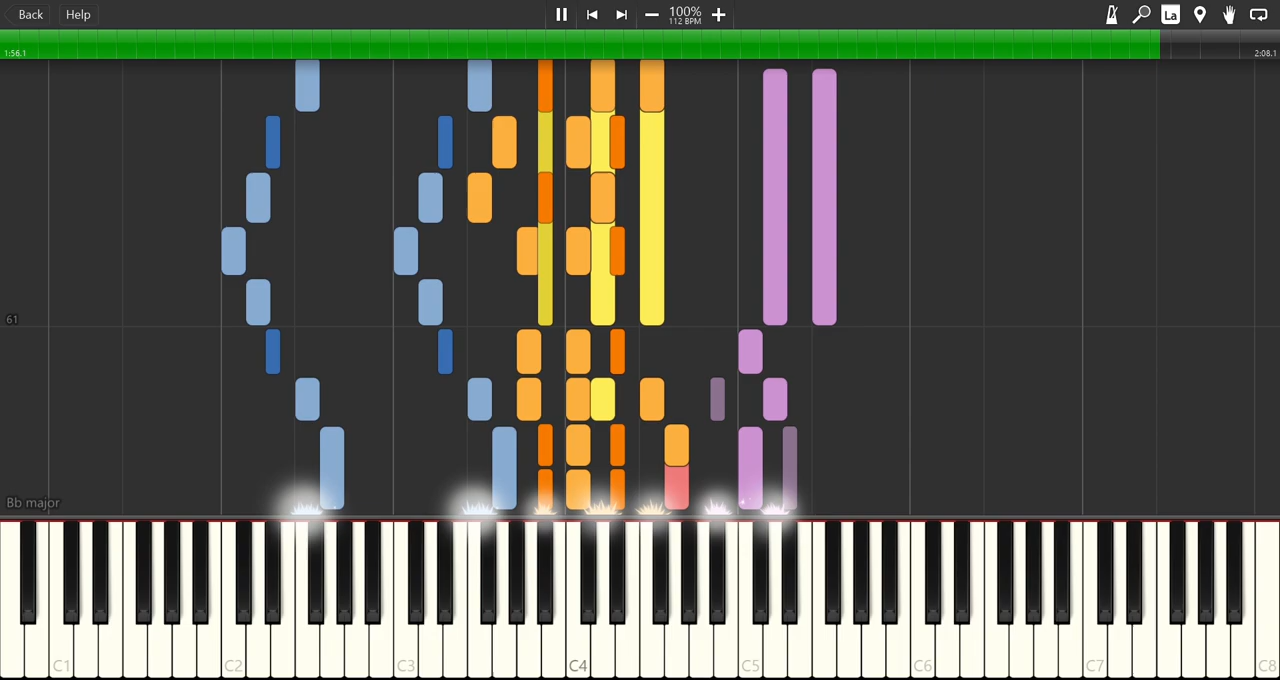 Back
Help
100%
112 BPM
La
1:56.1
2:08.1
61
Bb major
C1
C2
C3
C4
C5
C6
C7
C8